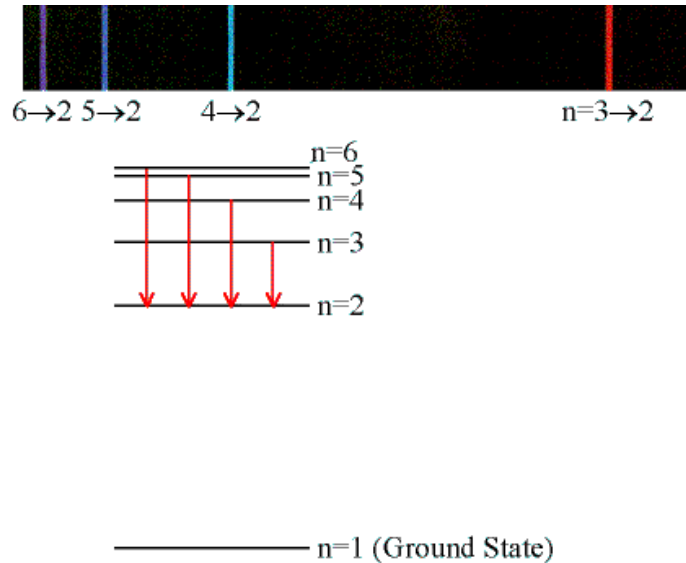 6→2 5→2 4→2 n=3→2
n=6
n=5
n=4
n=3
n=2
n=1 (Ground State)